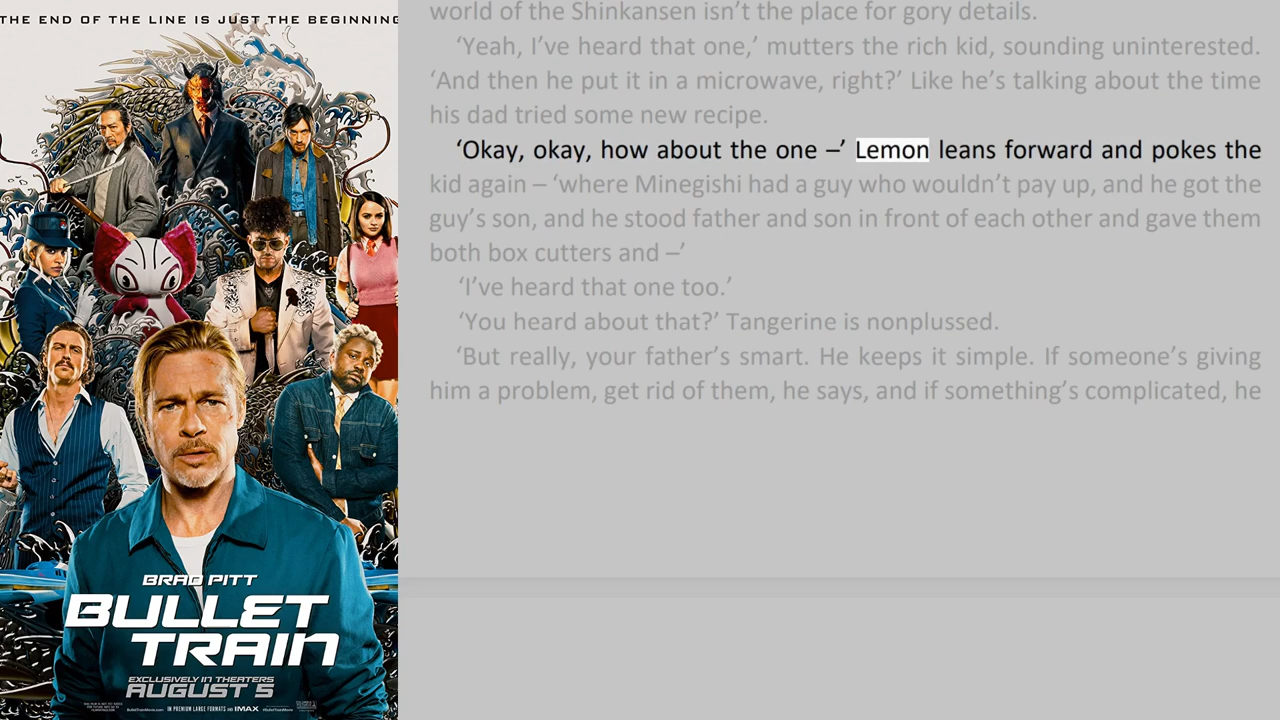 THE END OF THE LINE IS JUST THE BEGINNING
BRAD PITT
BULLET
TRAIN
EXCLUSIVELY IN THEATERS
AUGUST 5
BulletTrainMovie.com
IN PREMIUM LARGE FORMATS AND IMAX
#BulletTrainMovie
world of the Shinkansen isn’t the place for gory details.
‘Yeah, I’ve heard that one,’ mutters the rich kid, sounding uninterested.
‘And then he put it in a microwave, right?’ Like he’s talking about the time
his dad tried some new recipe.
‘Okay, okay, how about the one –’ Lemon leans forward and pokes the
kid again – ‘where Minegishi had a guy who wouldn’t pay up, and he got the
guy’s son, and he stood father and son in front of each other and gave them
both box cutters and –’
‘I’ve heard that one too.’
‘You heard about that?’ Tangerine is nonplussed.
‘But really, your father’s smart. He keeps it simple. If someone’s giving
him a problem, get rid of them, he says, and if something’s complicated, he